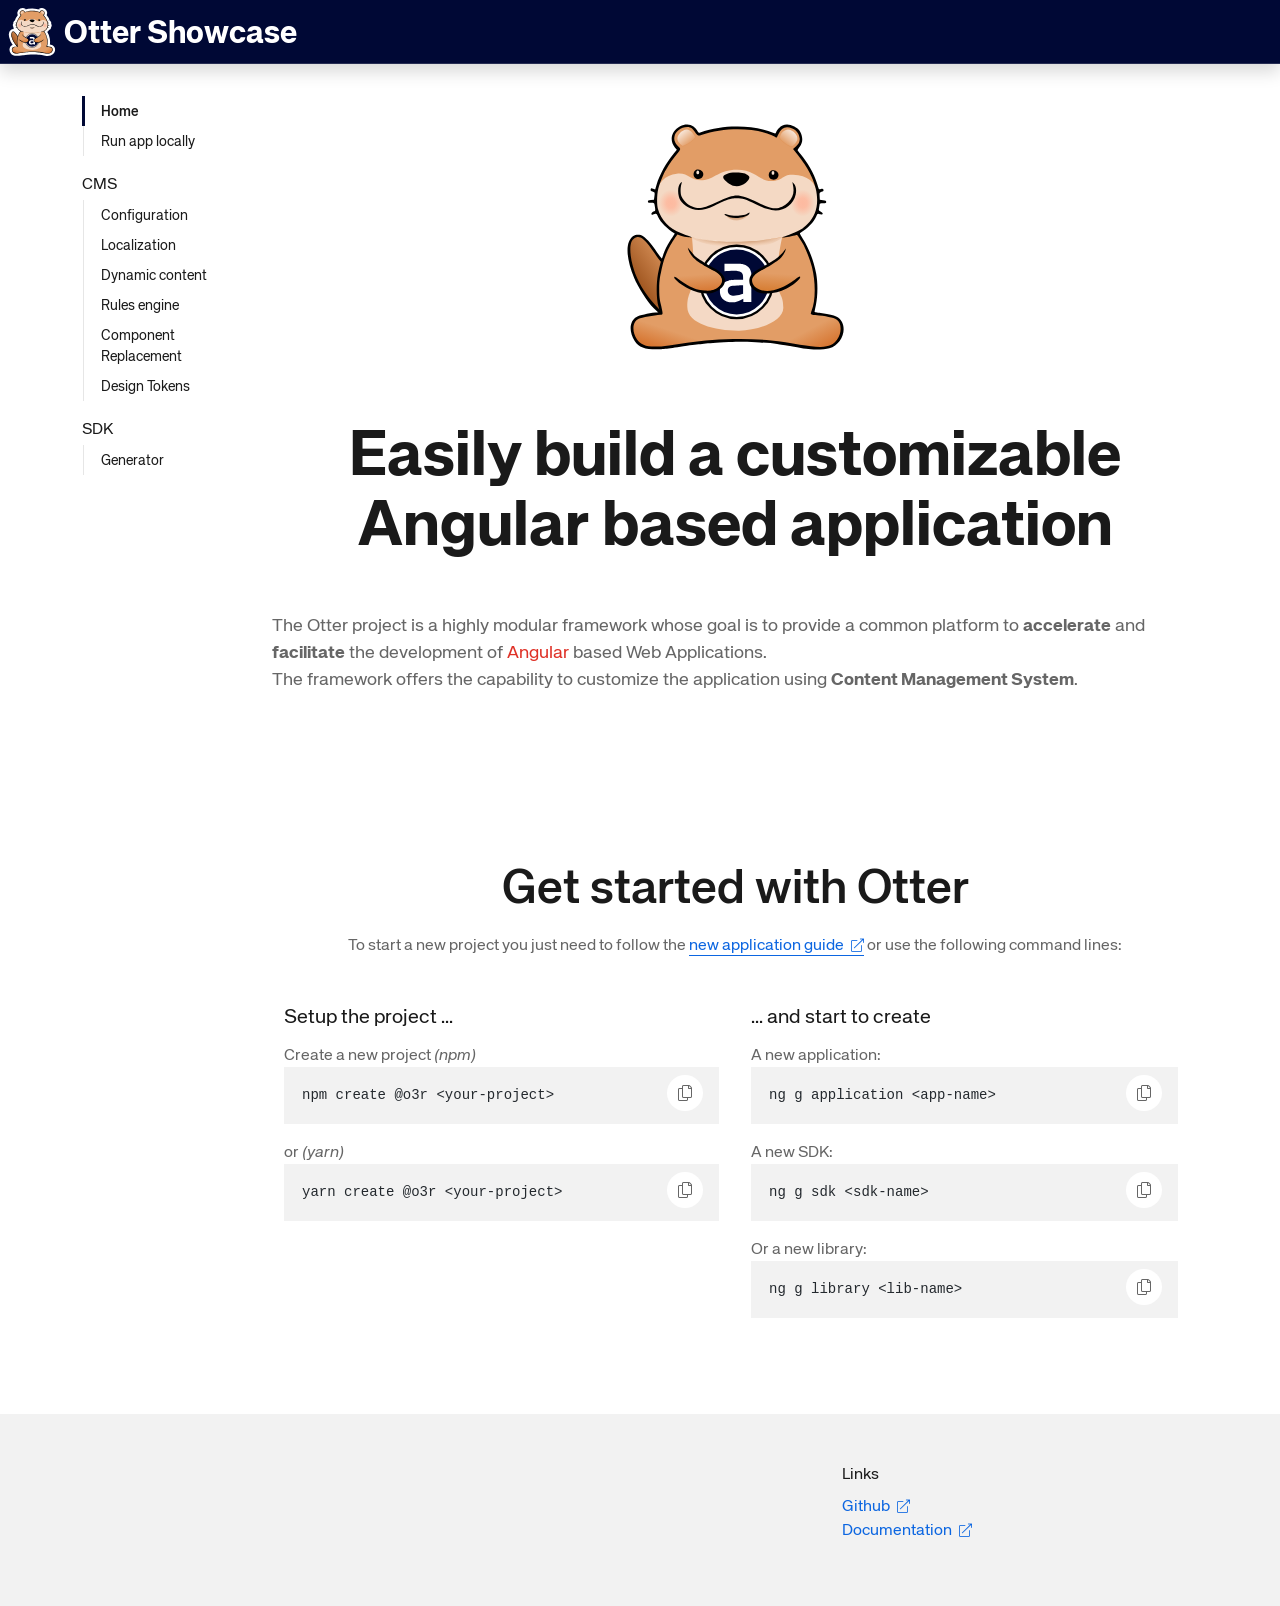 Otter Showcase
Home
Run app locally
CMS
Configuration
Localization
Dynamic content
Rules engine
Component
Replacement
Design Tokens
SDK
Generator
a
Easily build a customizable
Angular based application
The Otter project is a highly modular framework whose goal is to provide a common platform to accelerate and
facilitate the development of Angular based Web Applications.
The framework offers the capability to customize the application using Content Management System.
Get started with Otter
To start a new project you just need to follow the new application guide or use the following command lines:
Setup the project ...
Create a new project (npm)
npm create @o3r <your-project>
or (yarn)
yarn create @o3r <your-project>
... and start to create
A new application:
ng g application <app-name>
A new SDK:
ng g sdk <sdk-name>
Or a new library:
ng g library <lib-name>
Links
Github
Documentation